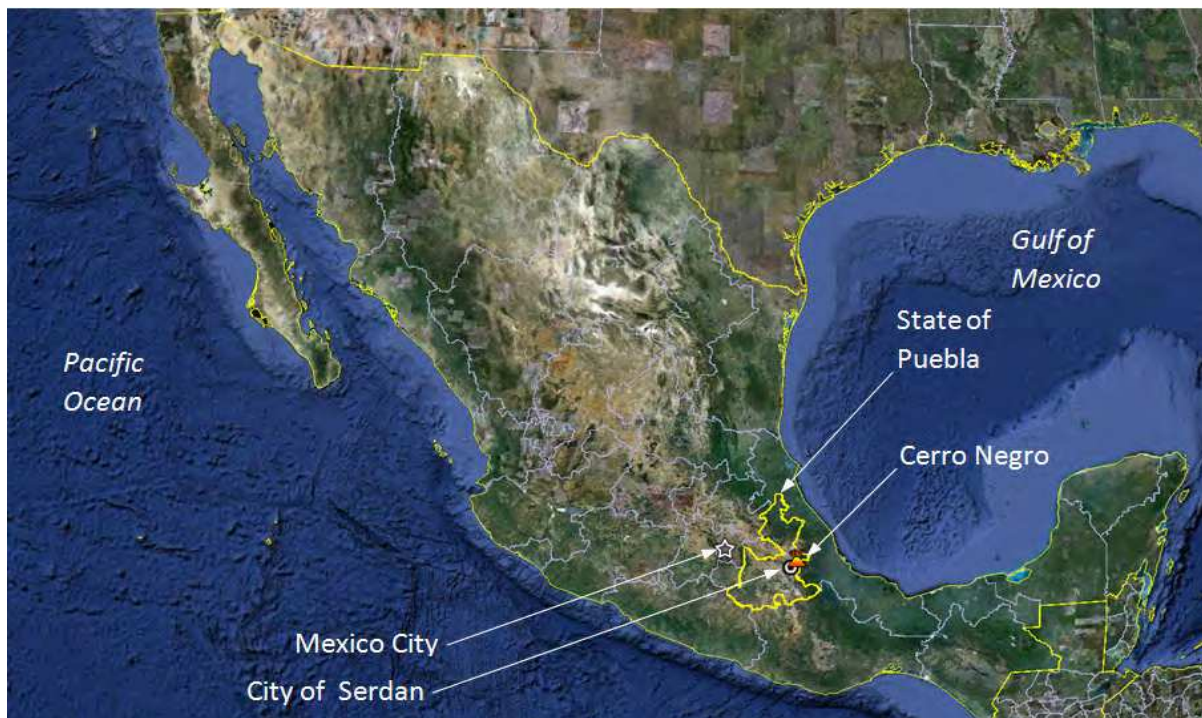 Gulf of
Mexico
State of
Puebla
Pacific
Ocean
Cerro Negro
Mexico City
City of Serdan